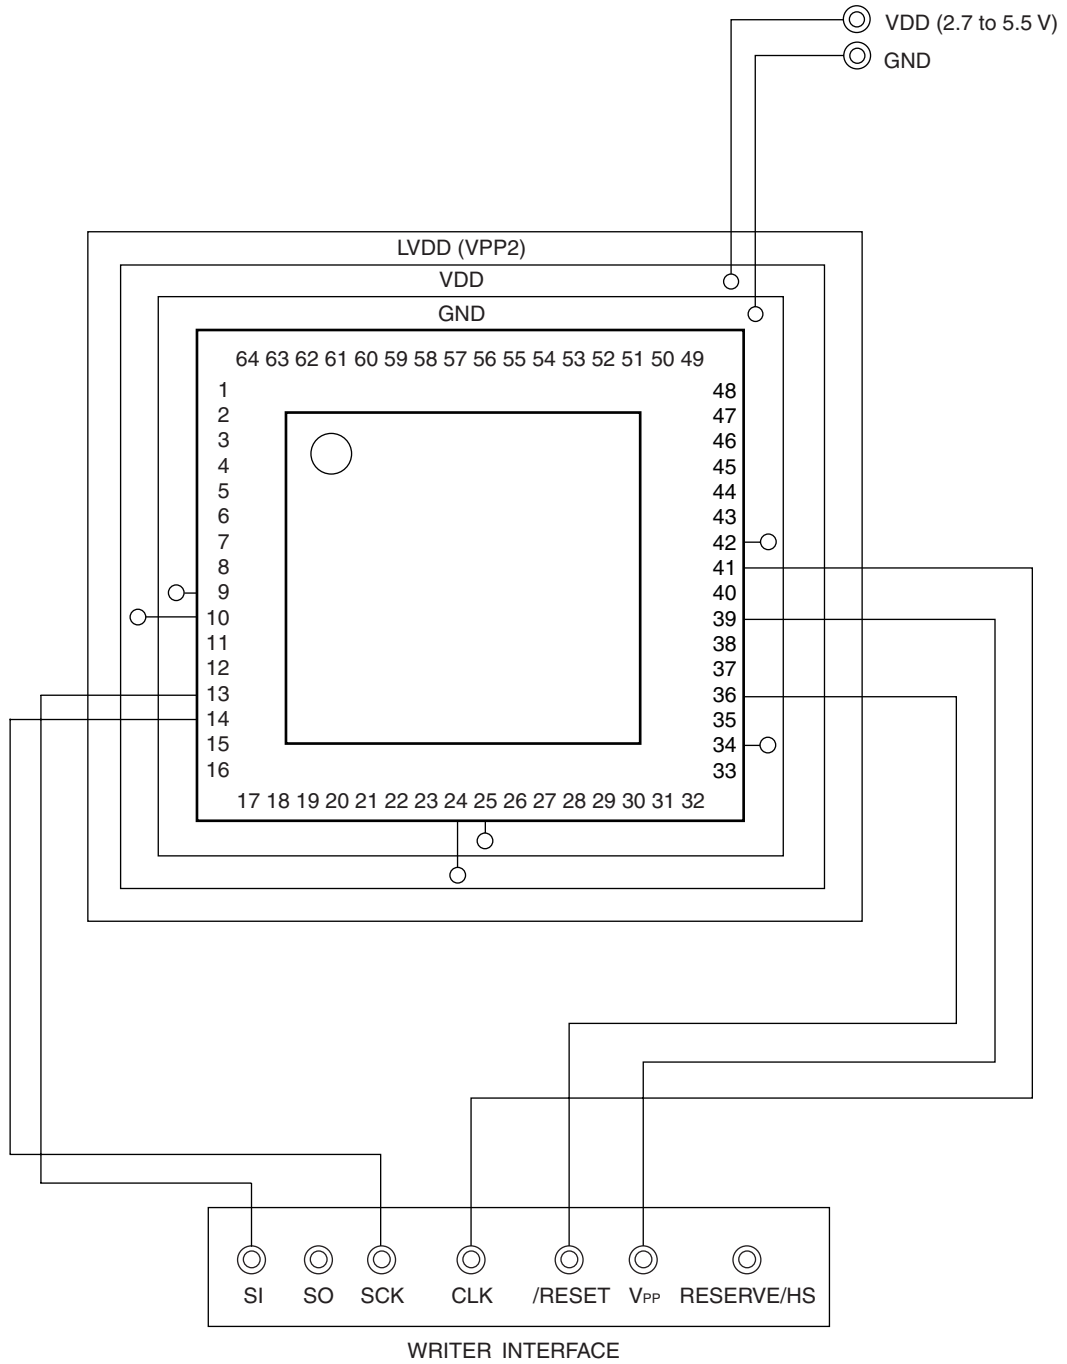 VDD (2.7 to 5.5 V)
GND
LVDD (VPP2)
VDD
GND
64 63 62 61 60 59 58 57 56 55 54 53 52 51 50 49
1 48
2 47
3 46
4 45
5 44
6 43
7 42
8 41
9 40
10 39
11 38
12 37
13 36
14 35
15 34
16 33
17 18 19 20 21 22 23 24 25 26 27 28 29 30 31 32
SI SO SCK CLK /RESET VPP RESERVE/HS
WRITER INTERFACE